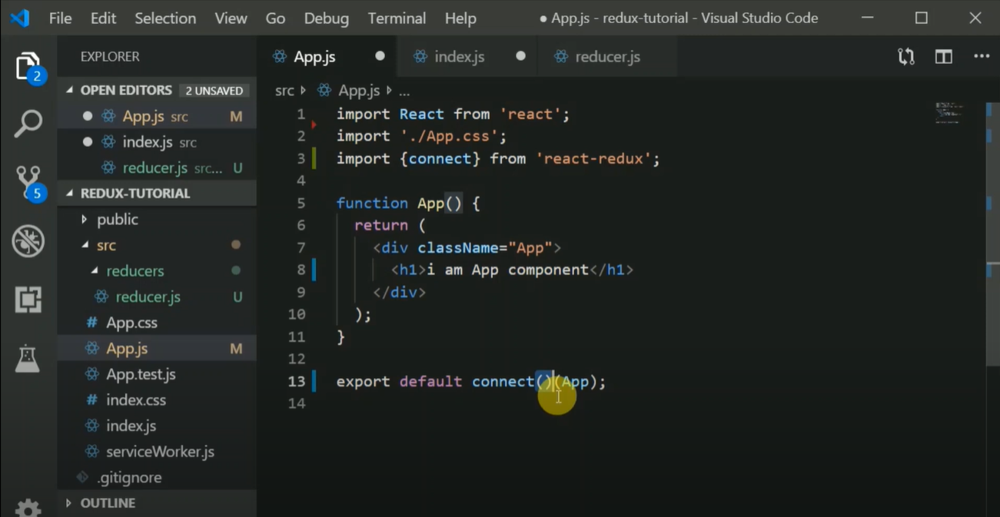 File Edit Selection View Go Debug Terminal Help ● App.js - redux-tutorial - Visual Studio Code
EXPLORER
App.js index.js reducer.js
2
OPEN EDITORS 2 UNSAVED
App.js src M
index.js src
reducer.js src... U
5
REDUX-TUTORIAL
public
src
reducers
reducer.js U
# App.css
App.js M
App.test.js
# index.css
index.js
serviceWorker.js
.gitignore
OUTLINE
src App.js ...
1 import React from 'react';
2 import './App.css';
3 import {connect} from 'react-redux';
4
5 function App() {
6 return (
7 <div className="App">
8 <h1>i am App component</h1>
9 </div>
10 );
11 }
12
13 export default connect()(App);
14